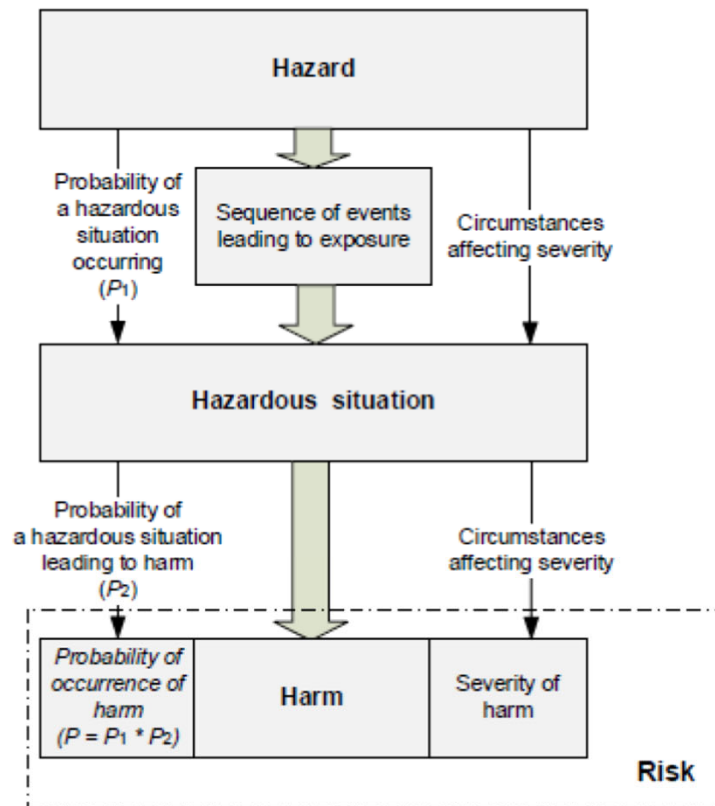 Hazard
Probability of
a hazardous
situation
occurring
(P1)
Sequence of events
leading to exposure
Circumstances
affecting severity
Hazardous situation
Probability of
a hazardous situation
leading to harm
(P2)
Circumstances
affecting severity
Probability of
occurrence of
harm
(P = P1 * P2)
Harm
Severity of
harm
Risk